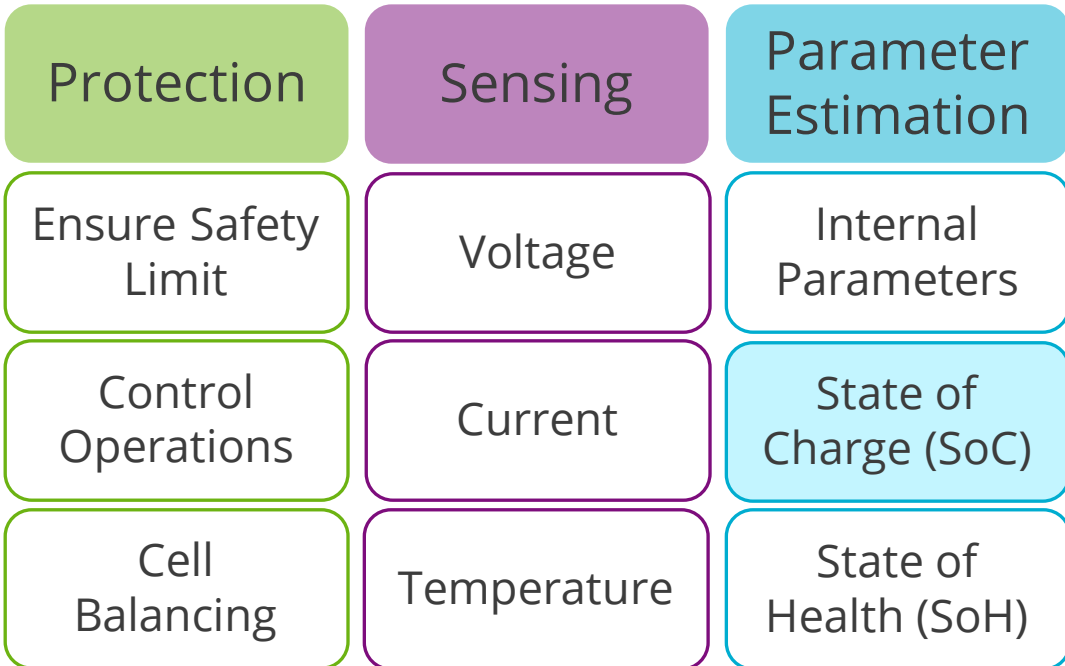 Protection
Sensing
Parameter
Estimation
Ensure Safety
Limit
Voltage
Internal
Parameters
Control
Operations
Current
State of
Charge (SoC)
Cell
Balancing
Temperature
State of
Health (SoH)